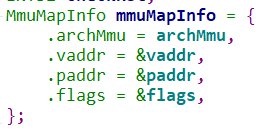 MmuMapInfo mmuMapInfo = {
    .archMmu = archMmu,
    .vaddr = &vaddr,
    .paddr = &paddr,
    .flags = &flags,
};